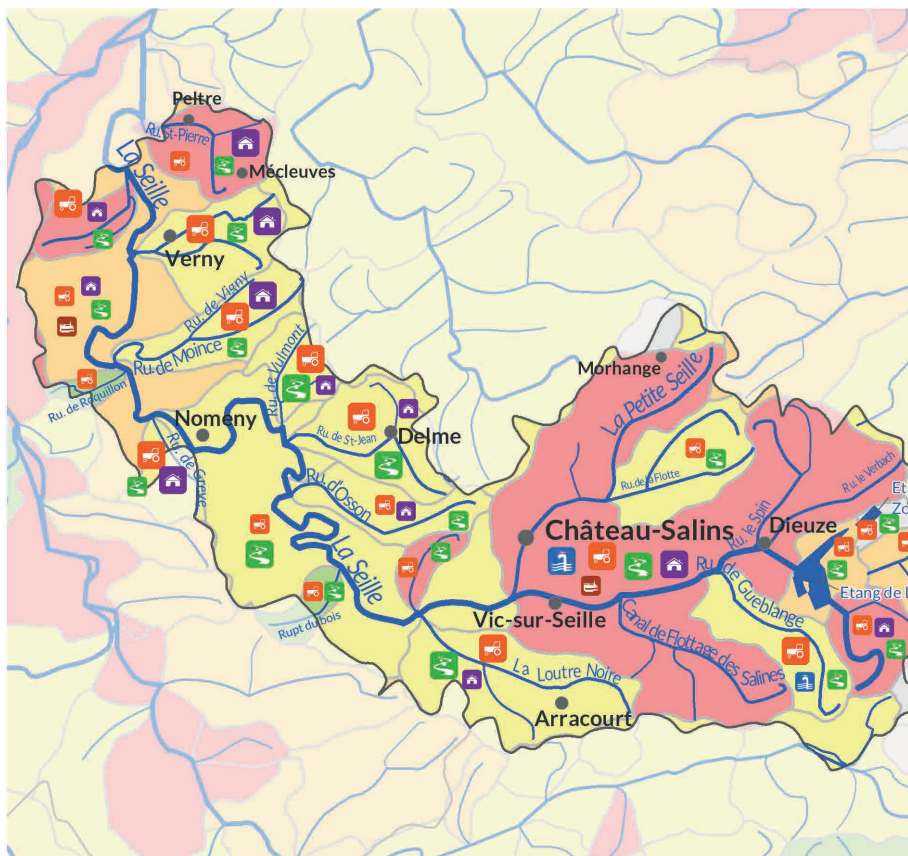 Peltre
Ru. St-Pierre
La Seille
Mécleuves
Verny
Ru. de Vigny
Ru. de Moince
Ru. de Vulmont
Ru. de Roquillon
Morhange
La Petite Seille
Nomeny
Ru. de St-Jean
Delme
Ru. de Grève
Ru. de la Flotte
Ru. le Verbach
Ru. d'Osson
Ru. le Spin
Et
Zo
Château-Salins
Dieuze
La Seille
Ru. de Gueblange
Etang de L
Rupt du bois
Vic-sur-Seille
Canal de Flottage des Salines
La Loutre Noire
Arracourt